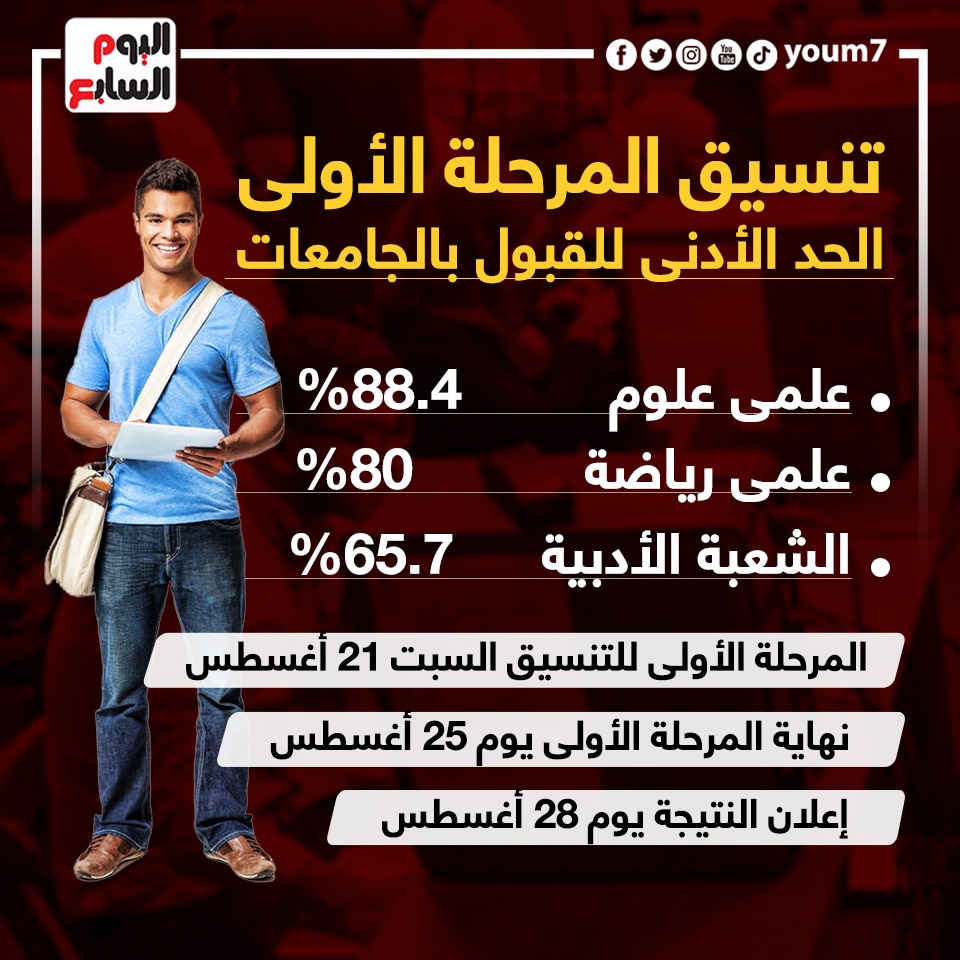 اليوم
السابع
youm7
تنسيق المرحلة الأولى
الحد الأدنى للقبول بالجامعات
علمى علوم %88.4
علمى رياضة %80
الشعبة الأدبية %65.7
المرحلة الأولى للتنسيق السبت 21 أغسطس
نهاية المرحلة الأولى يوم 25 أغسطس
إعلان النتيجة يوم 28 أغسطس